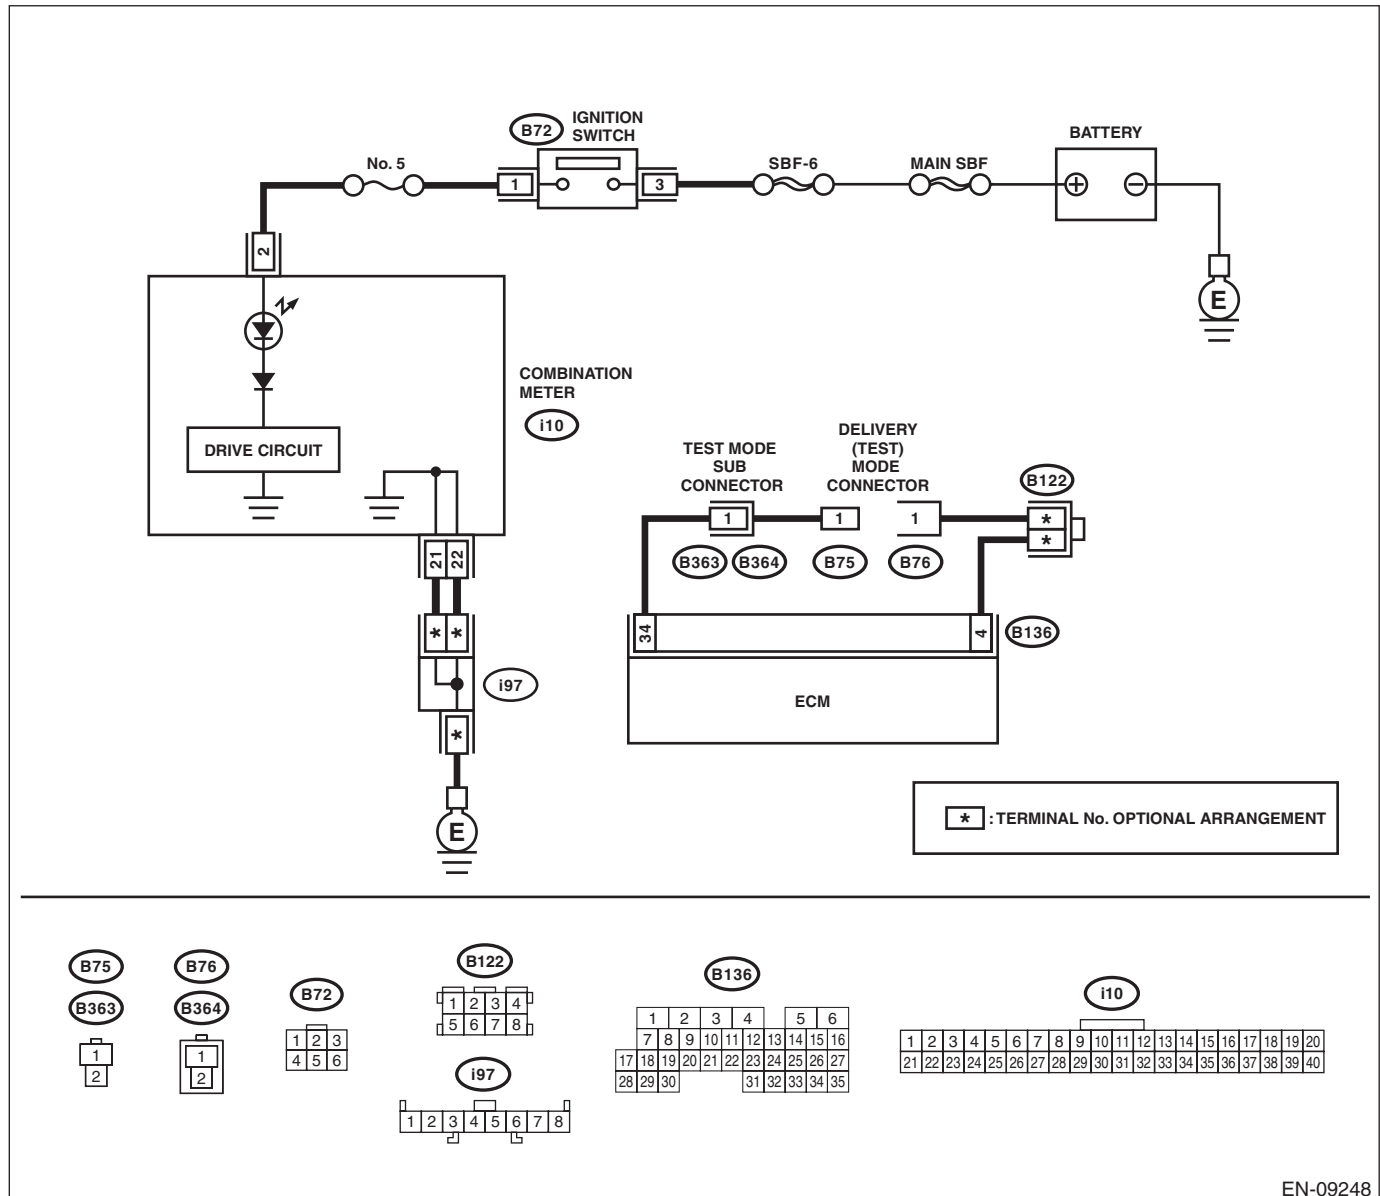 B72
IGNITION
SWITCH
No. 5
1
3
SBF-6
MAIN SBF
BATTERY
+
−
E
2
COMBINATION
METER
i10
DRIVE CIRCUIT
21 22
* *
i97
*
E
TEST MODE
SUB
CONNECTOR
DELIVERY
(TEST)
MODE
CONNECTOR
B122
1
1
1
*
*
B363
B364
B75
B76
34
4
B136
ECM
* : TERMINAL No. OPTIONAL ARRANGEMENT
B75
B363
1
2
B76
B364
1
2
B72
1 2 3
4 5 6
B122
1 2 3 4
5 6 7 8
i97
1 2 3 4 5 6 7 8
B136
1 2 3 4 5 6
7 8 9 10 11 12 13 14 15 16
17 18 19 20 21 22 23 24 25 26 27
28 29 30 31 32 33 34 35
i10
1 2 3 4 5 6 7 8 9 10 11 12 13 14 15 16 17 18 19 20
21 22 23 24 25 26 27 28 29 30 31 32 33 34 35 36 37 38 39 40
EN-09248